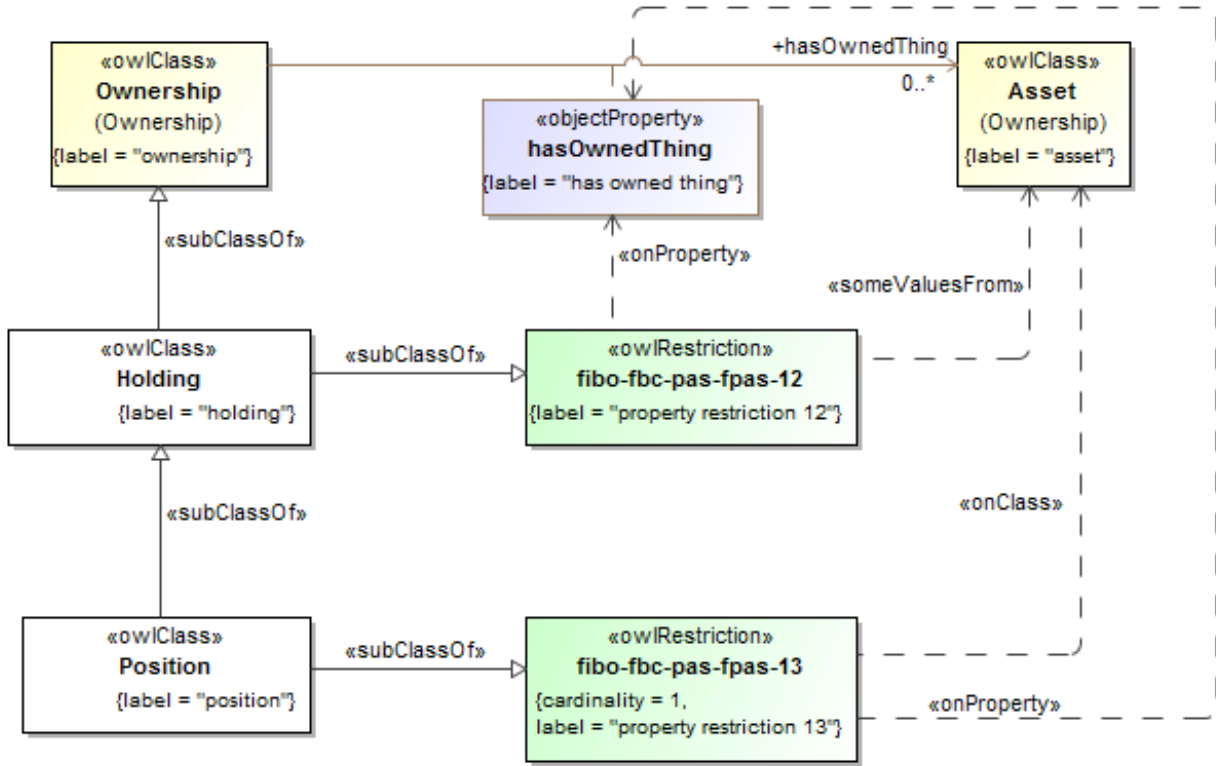 «owlClass»
Ownership
(Ownership)
{label = "ownership"}
+hasOwnedThing
0..*
«owlClass»
Asset
(Ownership)
{label = "asset"}
«objectProperty»
hasOwnedThing
{label = "has owned thing"}
«subClassOf»
«onProperty»
«someValuesFrom»
«owlClass»
Holding
{label = "holding"}
«subClassOf»
«owlRestriction»
fibo-fbc-pas-fpas-12
{label = "property restriction 12"}
«subClassOf»
«onClass»
«owlClass»
Position
{label = "position"}
«subClassOf»
«owlRestriction»
fibo-fbc-pas-fpas-13
{cardinality = 1,
label = "property restriction 13"}
«onProperty»